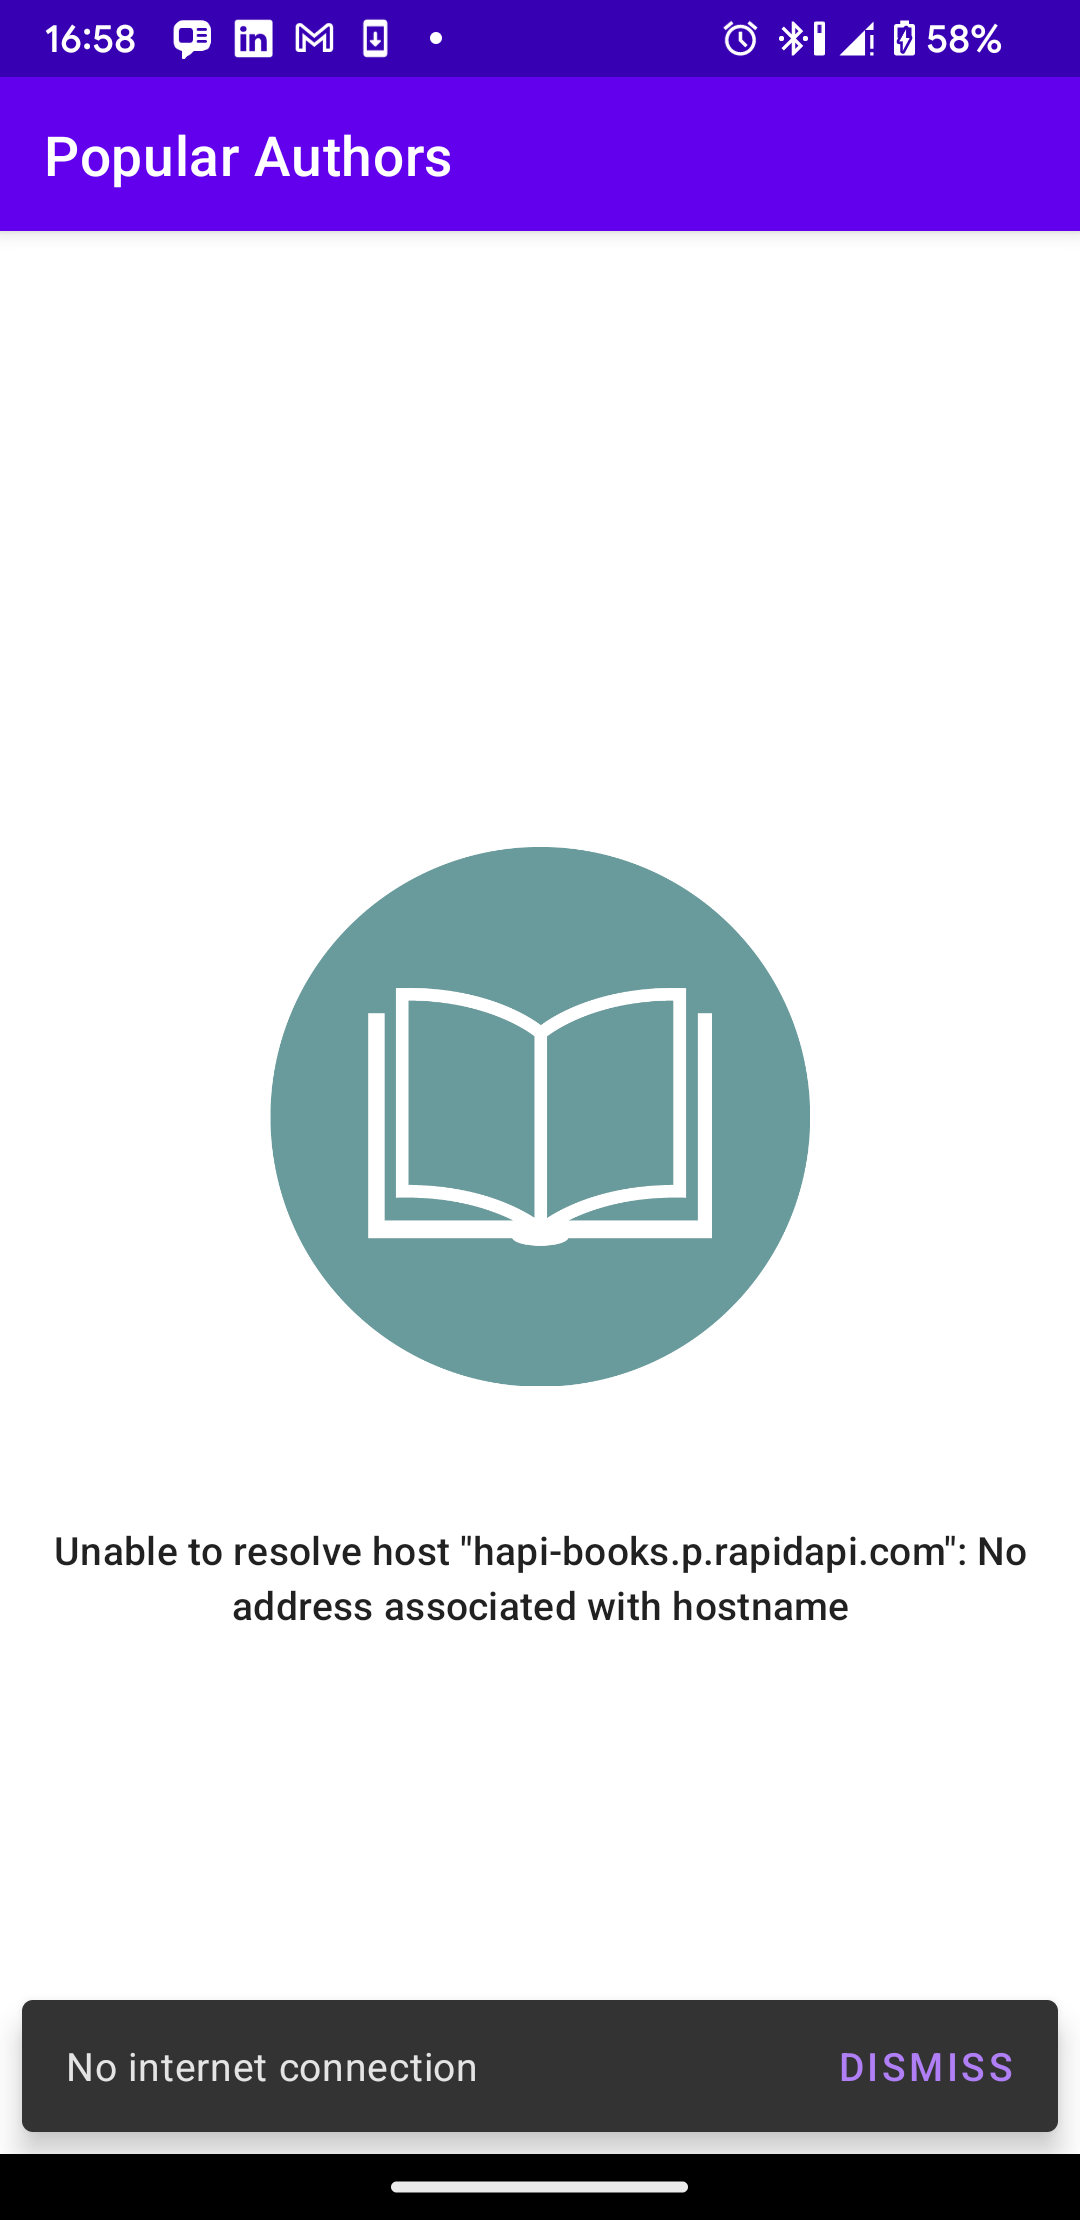 16:58 58%
Popular Authors
Unable to resolve host "hapi-books.p.rapidapi.com": No
address associated with hostname
No internet connection DISMISS